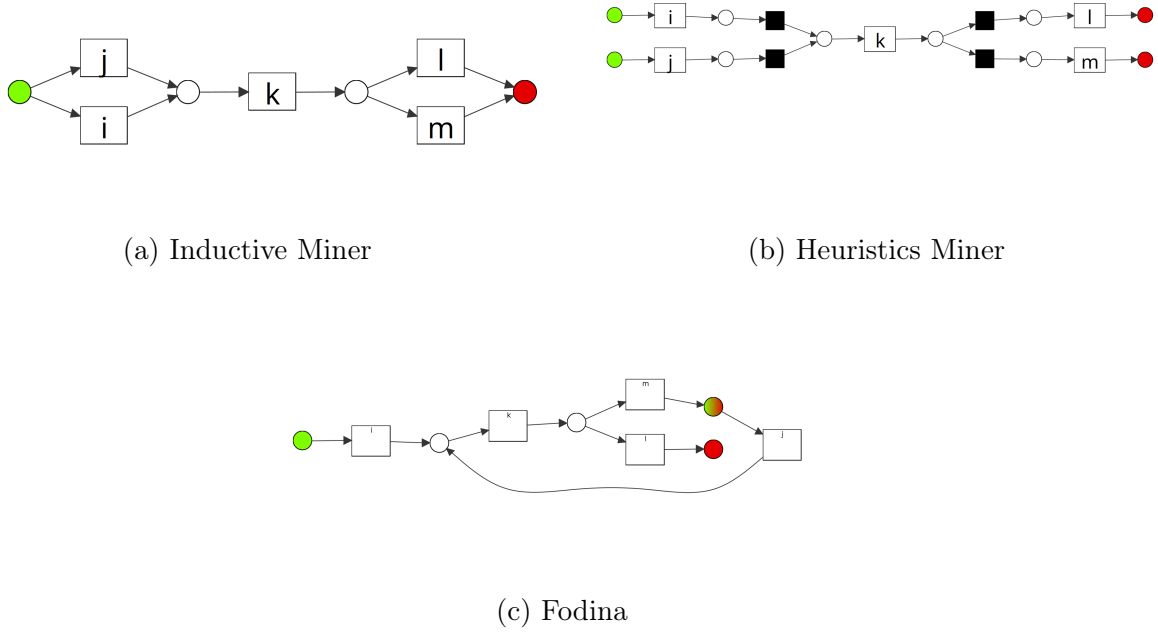 j
k
l
i
m
(a) Inductive Miner
i
l
k
j
m
(b) Heuristics Miner
m
k
i
l
j
(c) Fodina